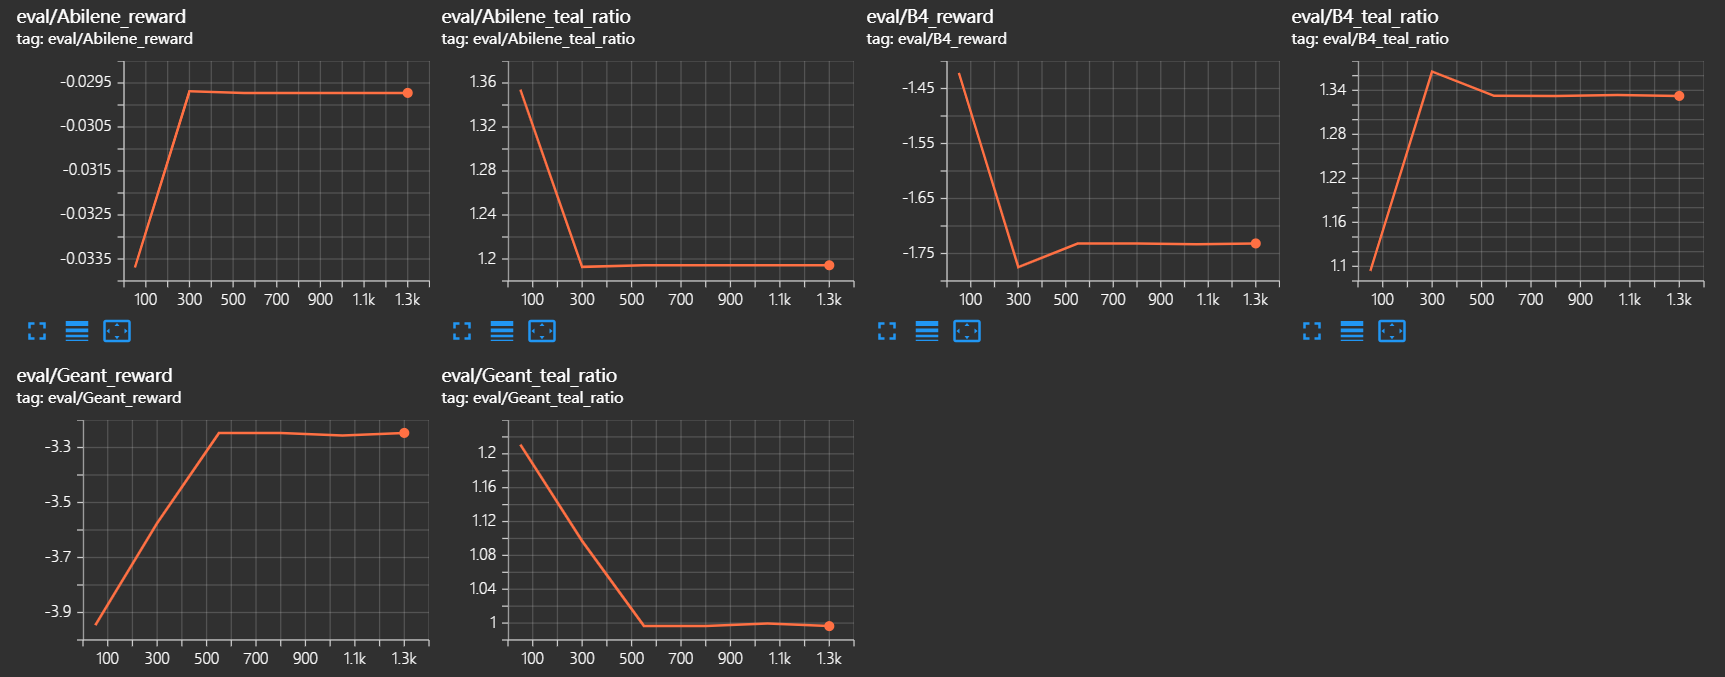 eval/Abilene_reward
tag: eval/Abilene_reward
-0.0295
-0.0305
-0.0315
-0.0325
-0.0335
100 300 500 700 900 1.1k 1.3k
eval/Abilene_teal_ratio
tag: eval/Abilene_teal_ratio
1.36
1.32
1.28
1.24
1.2
100 300 500 700 900 1.1k 1.3k
eval/B4_reward
tag: eval/B4_reward
-1.45
-1.55
-1.65
-1.75
100 300 500 700 900 1.1k 1.3k
eval/B4_teal_ratio
tag: eval/B4_teal_ratio
1.34
1.28
1.22
1.16
1.1
100 300 500 700 900 1.1k 1.3k
eval/Geant_reward
tag: eval/Geant_reward
-3.3
-3.5
-3.7
-3.9
100 300 500 700 900 1.1k 1.3k
eval/Geant_teal_ratio
tag: eval/Geant_teal_ratio
1.2
1.16
1.12
1.08
1.04
1
100 300 500 700 900 1.1k 1.3k